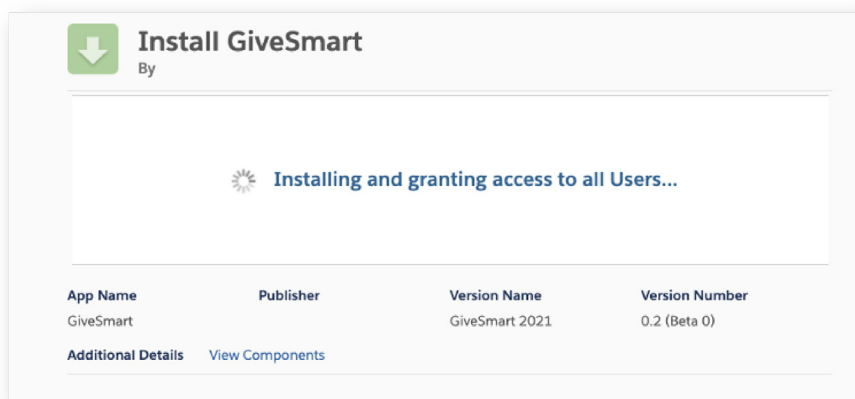 Install GiveSmart
By
Installing and granting access to all Users...
App Name Publisher Version Name Version Number
GiveSmart GiveSmart 2021 0.2 (Beta 0)
Additional Details View Components